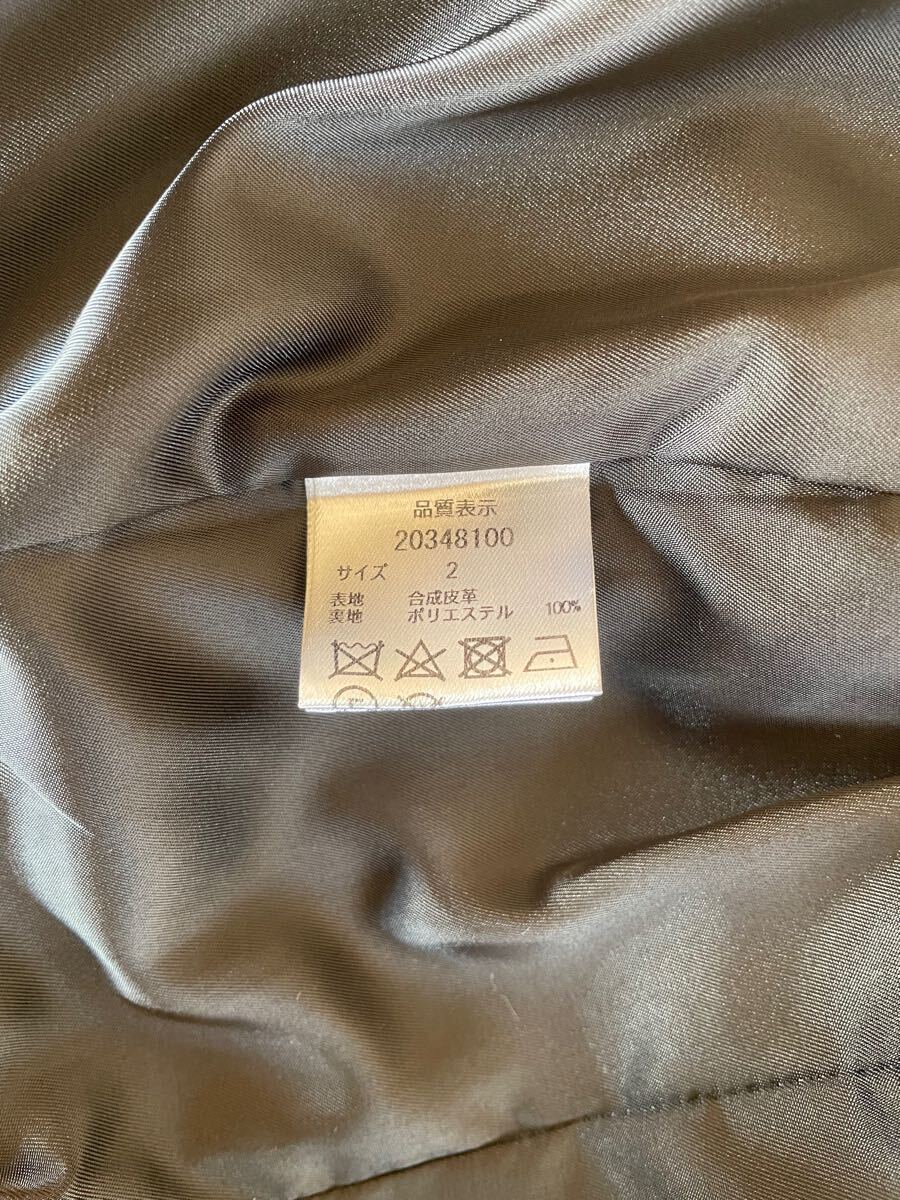 品質表示
20348100
サイズ 2
表地 合成皮革
裏地 ポリエステル 100%